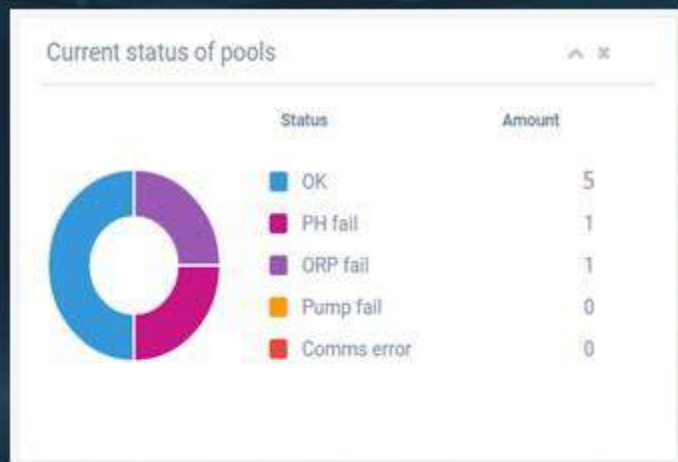 Current status of pools
Status Amount
OK 5
PH fail 1
ORP fail 1
Pump fail 0
Comms error 0